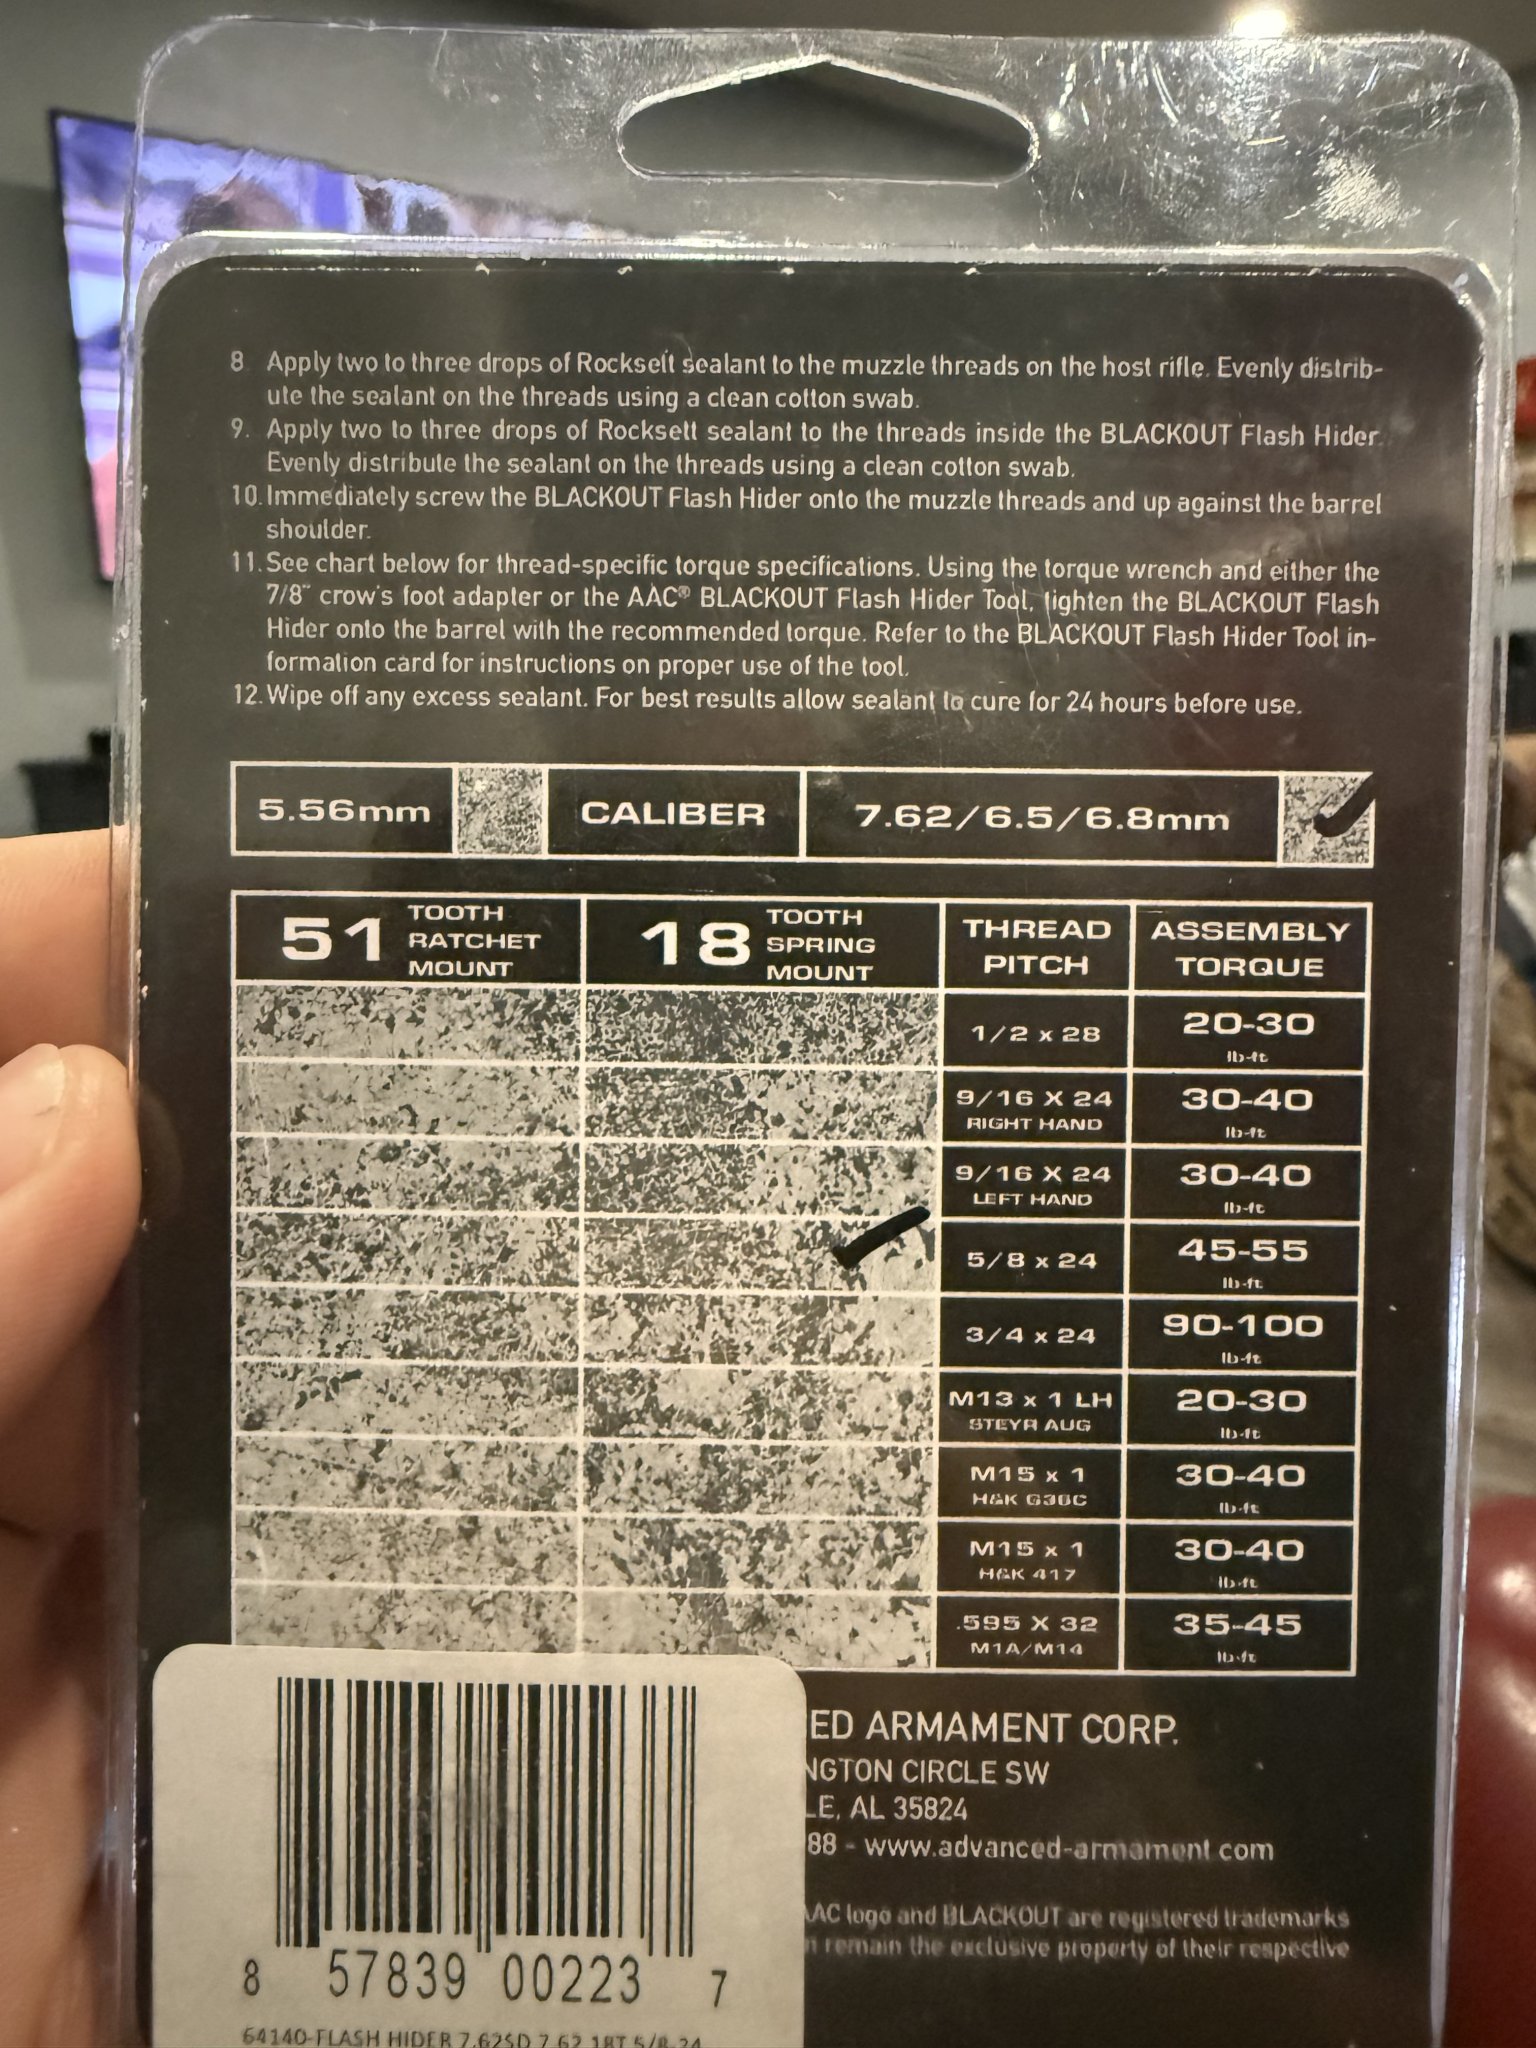 8 Apply two to three drops of Rocksett sealant to the muzzle threads on the host rifle. Evenly distrib-
ute the sealant on the threads using a clean cotton swab.
9. Apply two to three drops of Rocksett sealant to the threads inside the BLACKOUT Flash Hider.
Evenly distribute the sealant on the threads using a clean cotton swab.
10. Immediately screw the BLACKOUT Flash Hider onto the muzzle threads and up against the barrel
shoulder.
11. See chart below for thread-specific torque specifications. Using the torque wrench and either the
7/8" crow's foot adapter or the AAC® BLACKOUT Flash Hider Tool, tighten the BLACKOUT Flash
Hider onto the barrel with the recommended torque. Refer to the BLACKOUT Flash Hider Tool in-
formation card for instructions on proper use of the tool.
12. Wipe off any excess sealant. For best results allow sealant to cure for 24 hours before use.
5.56mm CALIBER 7.62/6.5/6.8mm
51 TOOTH RATCHET MOUNT 18 TOOTH SPRING MOUNT THREAD PITCH ASSEMBLY TORQUE
1/2 x 28 20-30 lb-ft
9/16 X 24 RIGHT HAND 30-40 lb-ft
9/16 X 24 LEFT HAND 30-40 lb-ft
5/8 x 24 45-55 lb-ft
3/4 x 24 90-100 lb-ft
M13 x 1 LH STEYR AUG 20-30 lb-ft
M15 x 1 H&K G36C 30-40 lb-ft
M15 x 1 H&K 417 30-40 lb-ft
.595 X 32 M1A/M14 35-45 lb-ft
ED ARMAMENT CORP.
NGTON CIRCLE SW
LE, AL 35824
88 - www.advanced-armament.com
AAC logo and BLACKOUT are registered trademarks
n remain the exclusive property of their respective
8 57839 00223 7
64140-FLASH HIDER 7.62SD 7.62 18T 5/8-24